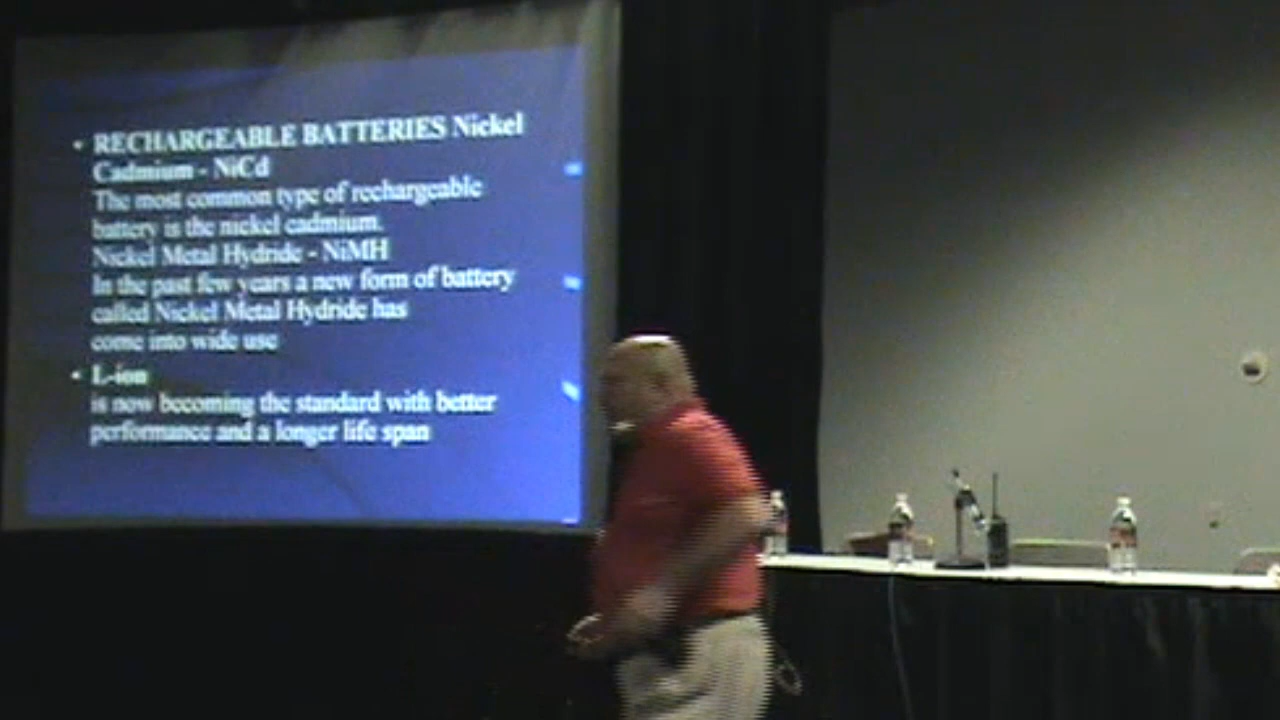 • RECHARGEABLE BATTERIES Nickel
Cadmium - NiCd
The most common type of rechargeable
battery is the nickel cadmium.
Nickel Metal Hydride - NiMH
In the past few years a new form of battery
called Nickel Metal Hydride has
come into wide use
• L-ion
is now becoming the standard with better
performance and a longer life span